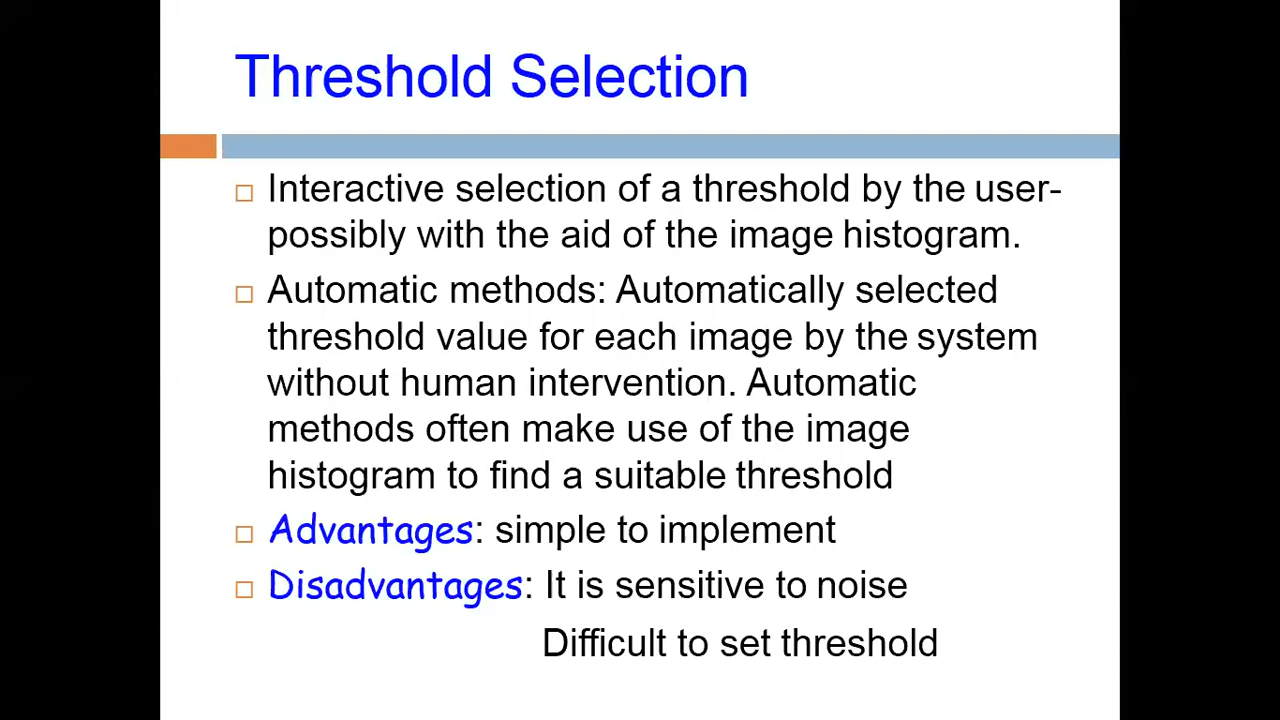 Threshold Selection
Interactive selection of a threshold by the user-
possibly with the aid of the image histogram.
Automatic methods: Automatically selected
threshold value for each image by the system
without human intervention. Automatic
methods often make use of the image
histogram to find a suitable threshold
Advantages: simple to implement
Disadvantages: It is sensitive to noise
Difficult to set threshold